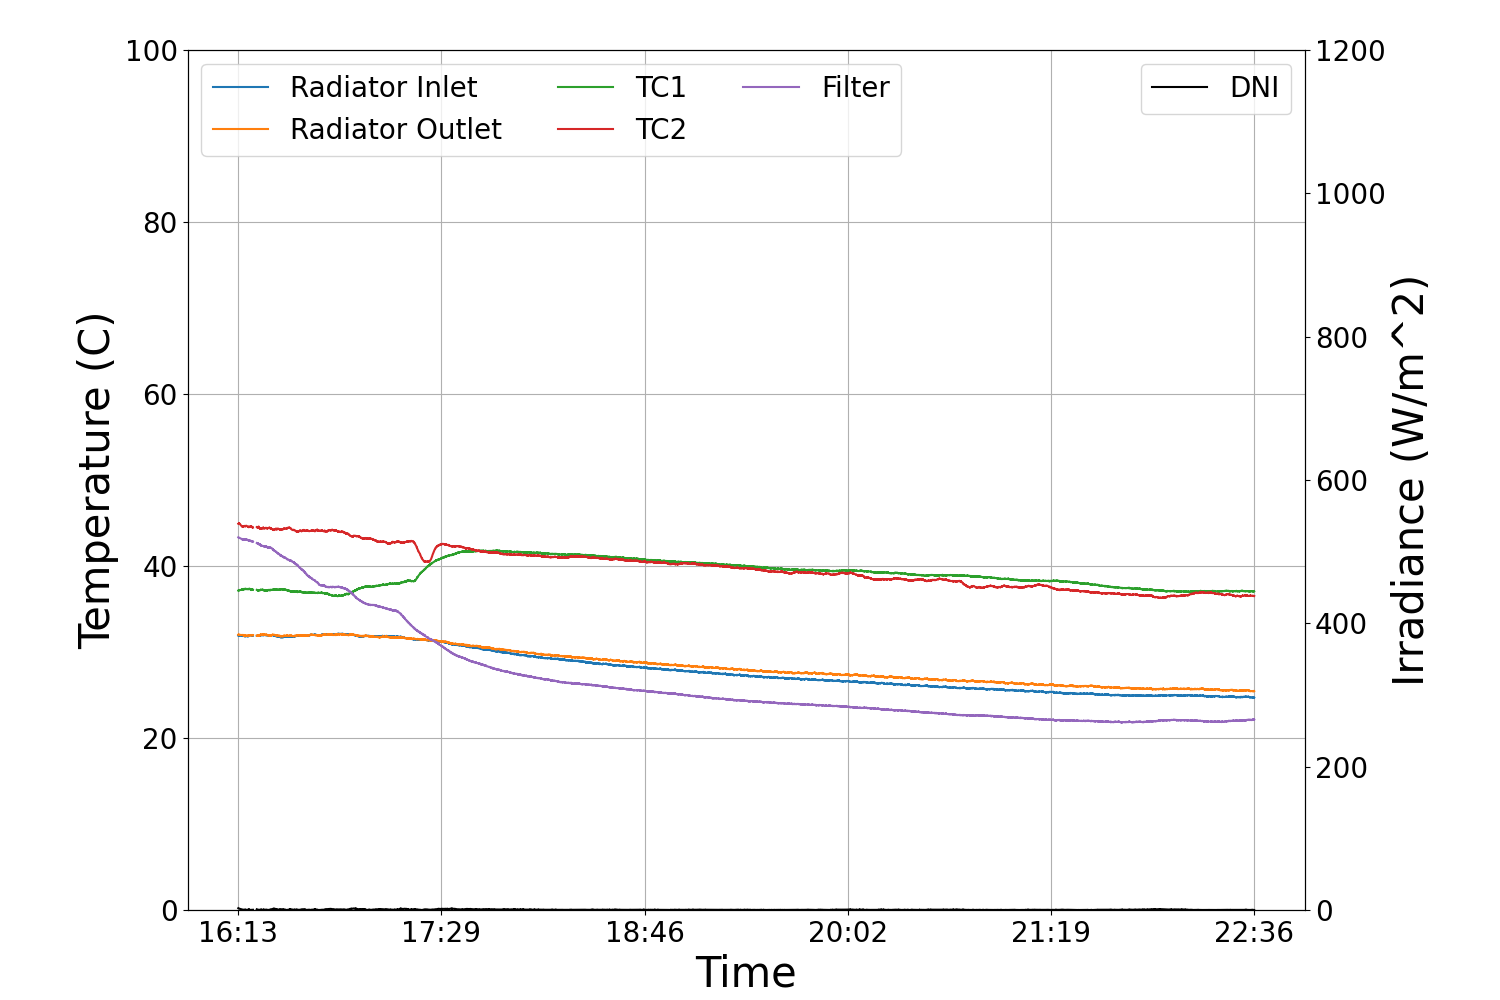 Radiator Inlet
Radiator Outlet
TC1
TC2
Filter
DNI
100
80
60
40
20
0
Temperature (C)
1200
1000
800
600
400
200
0
Irradiance (W/m^2)
16:13 17:29 18:46 20:02 21:19 22:36
Time